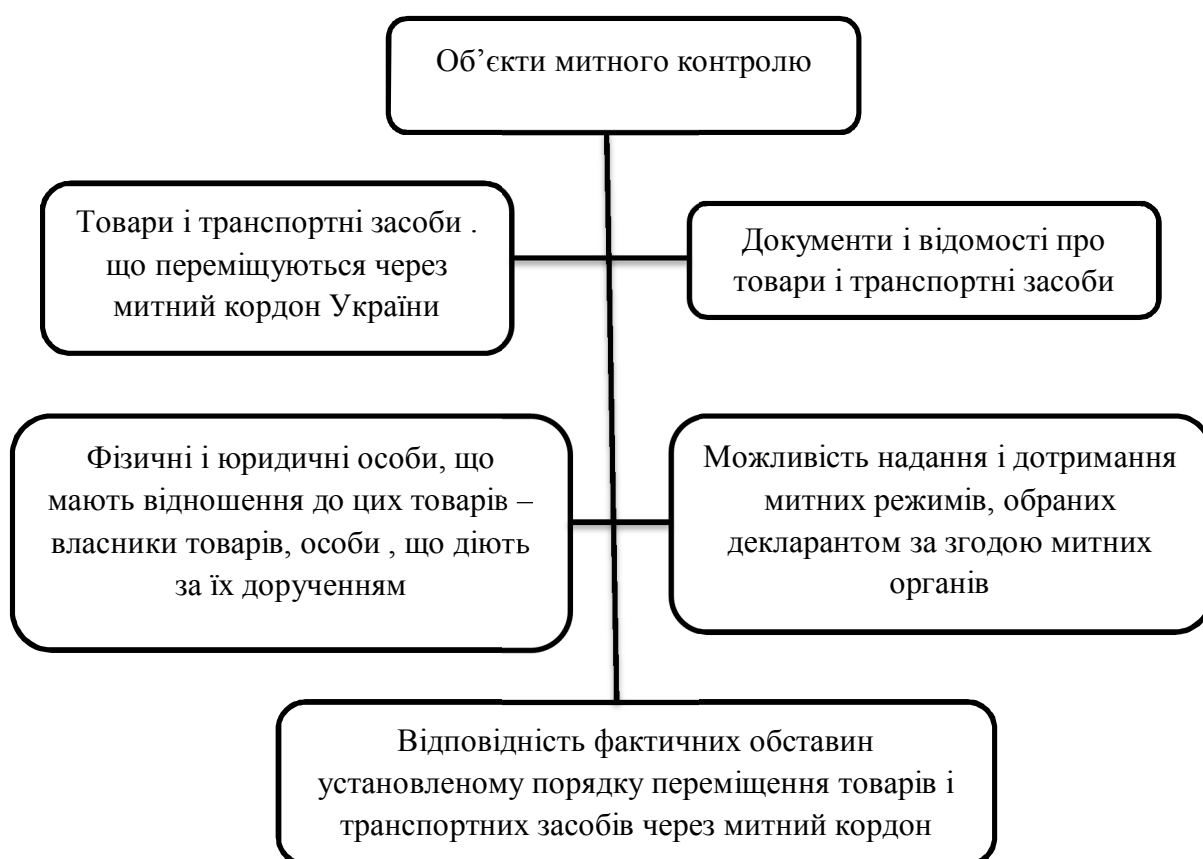 Об’єкти митного контролю
Товари і транспортні засоби .
що переміщуються через
митний кордон України
Документи і відомості про
товари і транспортні засоби
Фізичні і юридичні особи, що
мають відношення до цих товарів –
власники товарів, особи , що діють
за їх дорученням
Можливість надання і дотримання
митних режимів, обраних
декларантом за згодою митних
органів
Відповідність фактичних обставин
установленому порядку переміщення товарів і
транспортних засобів через митний кордон